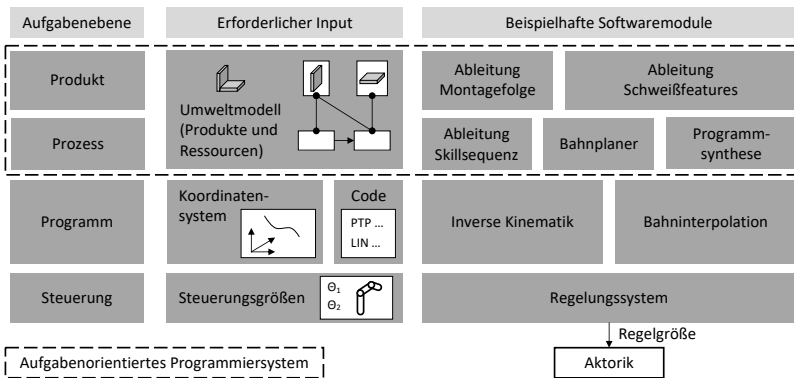 Aufgabenebene
Erforderlicher Input
Beispielhafte Softwaremodule
Produkt
Umweltmodell
(Produkte und
Ressourcen)
Ableitung
Montagefolge
Ableitung
Schweißfeatures
Prozess
Ableitung
Skillsequenz
Bahnplaner
Programm-
synthese
Programm
Koordinaten-
system
Code
PTP ...
LIN ...
Inverse Kinematik
Bahninterpolation
Steuerung
Steuerungsgrößen
Θ1
Θ2
Regelungssystem
Regelgröße
Aufgabenorientiertes Programmiersystem
Aktorik